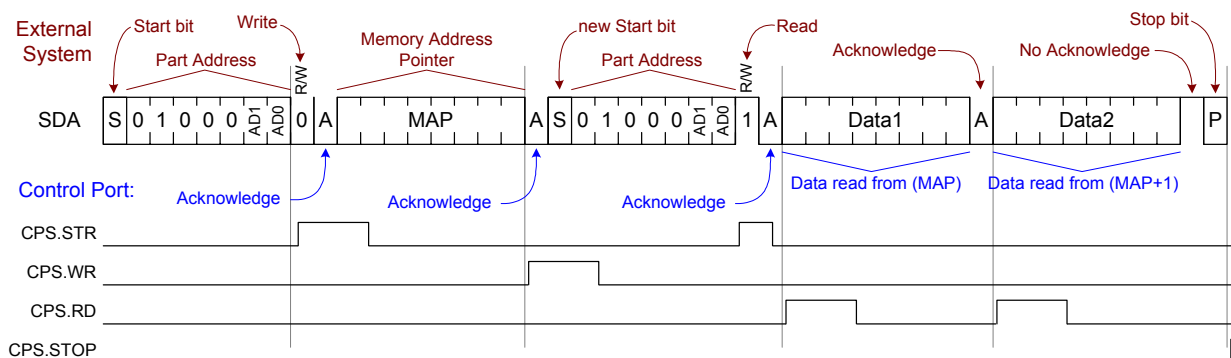 External System
Start bit
Write
Memory Address Pointer
new Start bit
Read
Stop bit
Part Address
R/W
Part Address
R/W
Acknowledge
No Acknowledge
SDA S 0 1 0 0 0 AD1 AD0 0 A MAP A S 0 1 0 0 0 AD1 AD0 1 A Data1 A Data2 P
Control Port:
Acknowledge
Acknowledge
Acknowledge
Data read from (MAP)
Data read from (MAP+1)
CPS.STR
CPS.WR
CPS.RD
CPS.STOP